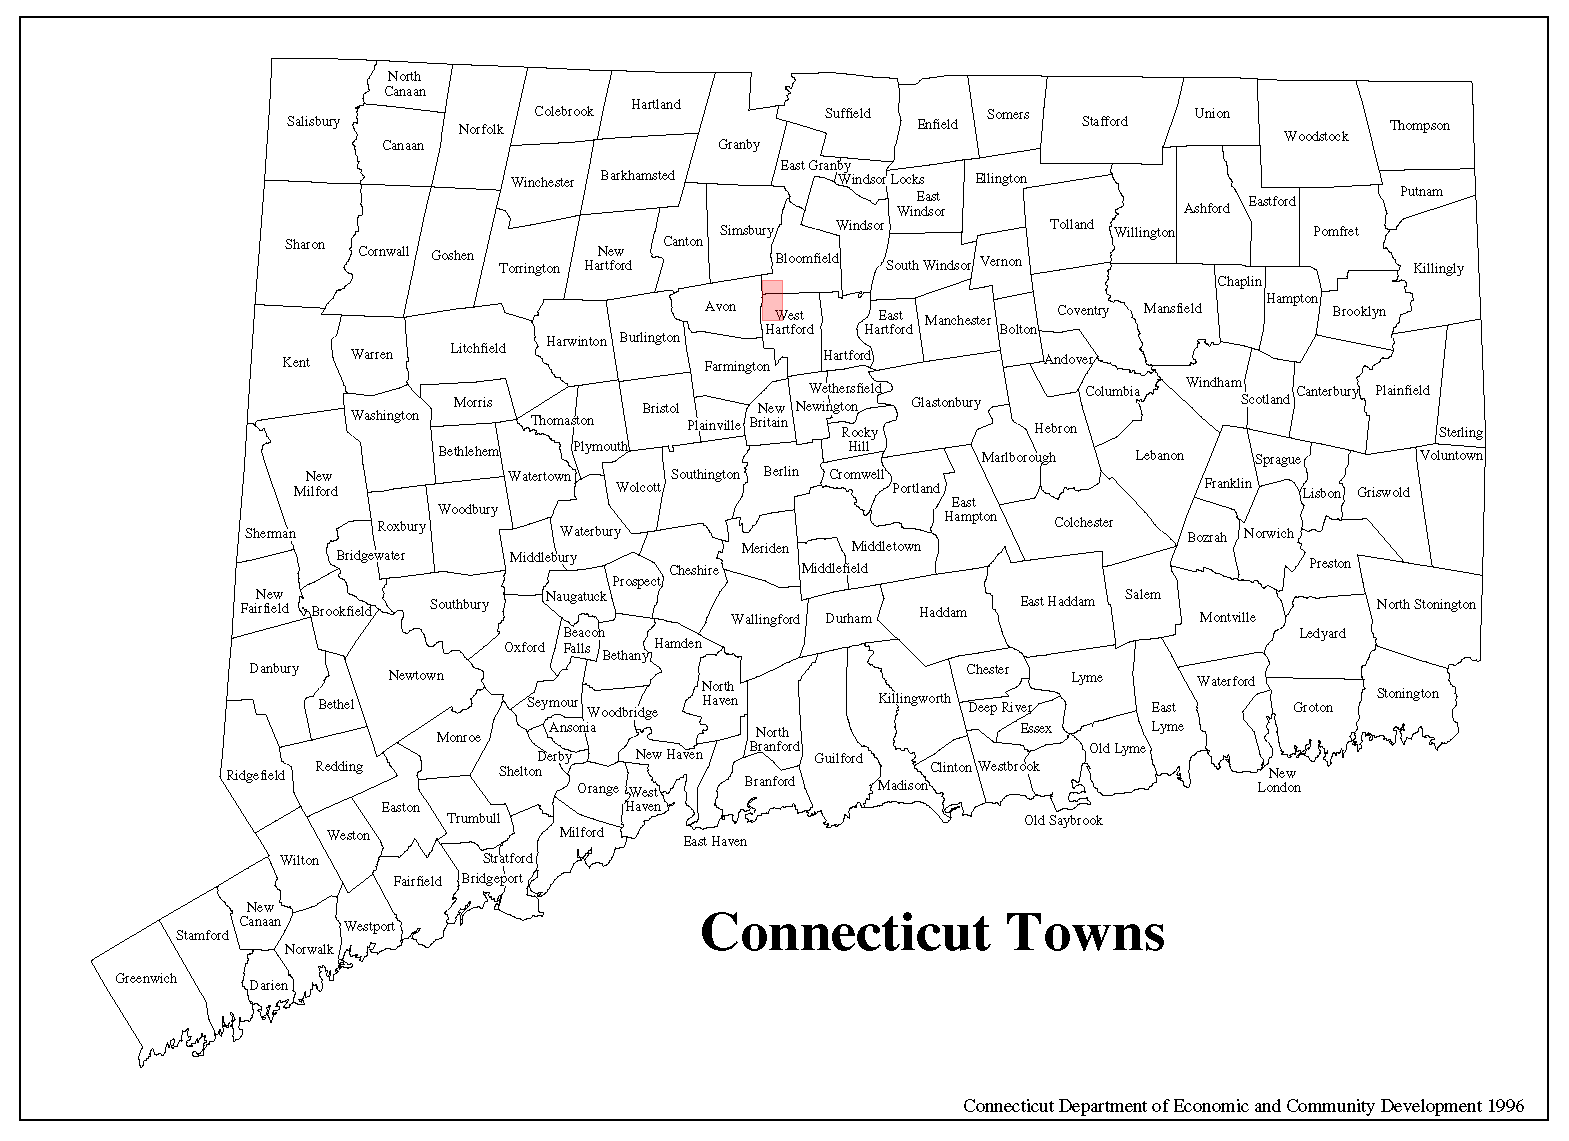 North
Canaan
Salisbury
Canaan
Norfolk
Colebrook
Hartland
Granby
Suffield
Enfield
Somers
Stafford
Union
Woodstock
Thompson
Winchester
Barkhamsted
East Granby
Windsor Locks
East
Windsor
Ellington
Tolland
Willington
Ashford
Eastford
Pomfret
Putnam
Killingly
Sharon
Cornwall
Goshen
Torrington
New
Hartford
Canton
Simsbury
Bloomfield
Windsor
South Windsor
Vernon
Coventry
Mansfield
Chaplin
Hampton
Brooklyn
Kent
Warren
Litchfield
Harwinton
Burlington
Avon
West
Hartford
Hartford
East
Hartford
Manchester
Bolton
Andover
Columbia
Windham
Scotland
Canterbury
Plainfield
Sterling
Washington
Morris
Bethlehem
Thomaston
Plymouth
Bristol
Farmington
Plainville
New
Britain
Newington
Wethersfield
Rocky
Hill
Glastonbury
Marlborough
Hebron
Lebanon
Franklin
Sprague
Lisbon
Griswold
Voluntown
New
Milford
Sherman
Roxbury
Woodbury
Watertown
Wolcott
Southington
Berlin
Cromwell
Portland
East
Hampton
Colchester
Bozrah
Norwich
Preston
North Stonington
Bridgewater
Middlebury
Waterbury
Cheshire
Meriden
Middlefield
Middletown
New
Fairfield
Brookfield
Southbury
Naugatuck
Prospect
Wallingford
Durham
Haddam
East Haddam
Salem
Montville
Ledyard
Danbury
Bethel
Newtown
Oxford
Beacon
Falls
Bethany
Hamden
North
Haven
Killingworth
Chester
Deep River
Essex
Lyme
East
Lyme
Waterford
Groton
Stonington
Ridgefield
Redding
Monroe
Seymour
Ansonia
Derby
Shelton
Woodbridge
New Haven
North
Branford
Branford
Guilford
Madison
Clinton
Westbrook
Old Lyme
New
London
Old Saybrook
Wilton
Weston
Easton
Trumbull
Orange
West
Haven
Milford
East Haven
Stratford
Bridgeport
Fairfield
Westport
Norwalk
New
Canaan
Stamford
Darien
Greenwich
Connecticut Towns
Connecticut Department of Economic and Community Development 1996